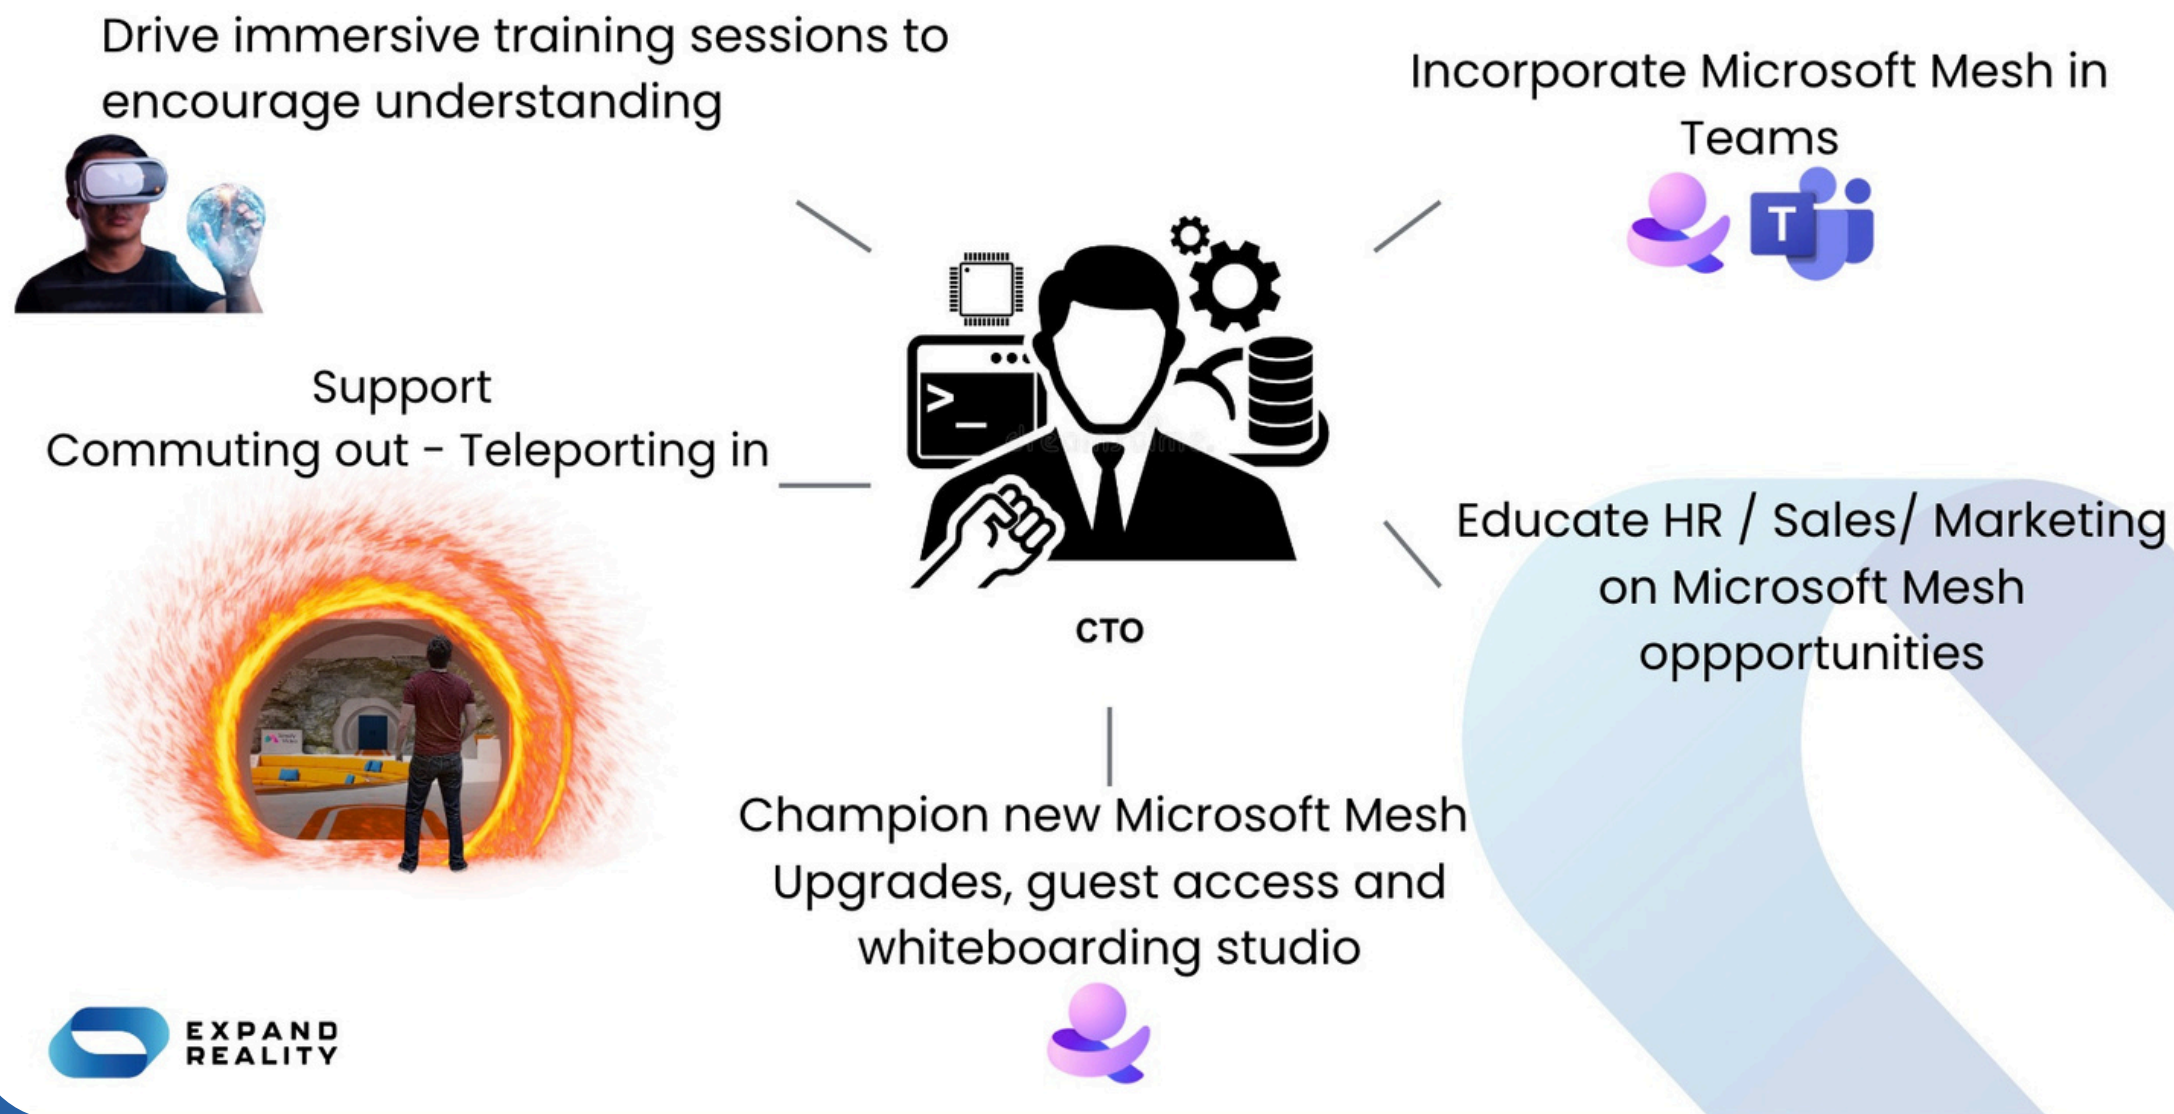 Drive immersive training sessions to
encourage understanding
Incorporate Microsoft Mesh in
Teams
T
Support
Commuting out - Teleporting in
>_
CTO
Educate HR / Sales/ Marketing
on Microsoft Mesh
oppportunities
Champion new Microsoft Mesh
Upgrades, guest access and
whiteboarding studio
EXPAND
REALITY